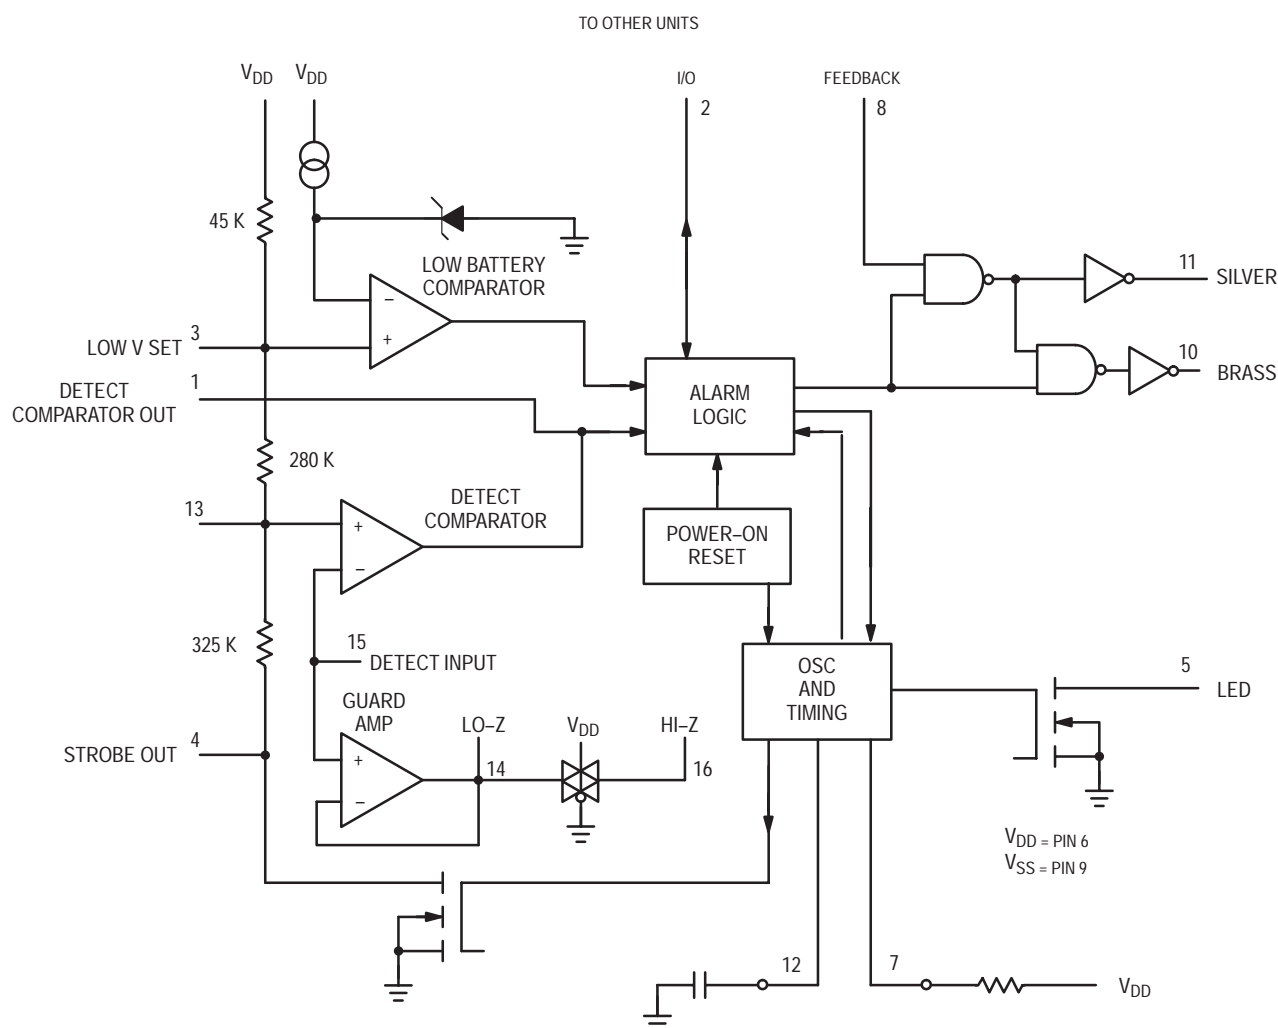 TO OTHER UNITS
VDD
VDD
I/O
2
FEEDBACK
8
45 K
LOW BATTERY
COMPARATOR
−
+
LOW V SET
3
DETECT
COMPARATOR OUT
1
ALARM
LOGIC
11
SILVER
10
BRASS
280 K
13
DETECT
COMPARATOR
+
−
POWER–ON
RESET
325 K
15
DETECT INPUT
OSC
AND
TIMING
5
LED
GUARD
AMP
LO–Z
VDD
HI–Z
STROBE OUT
4
+
−
14
16
VDD = PIN 6
VSS = PIN 9
12
7
VDD